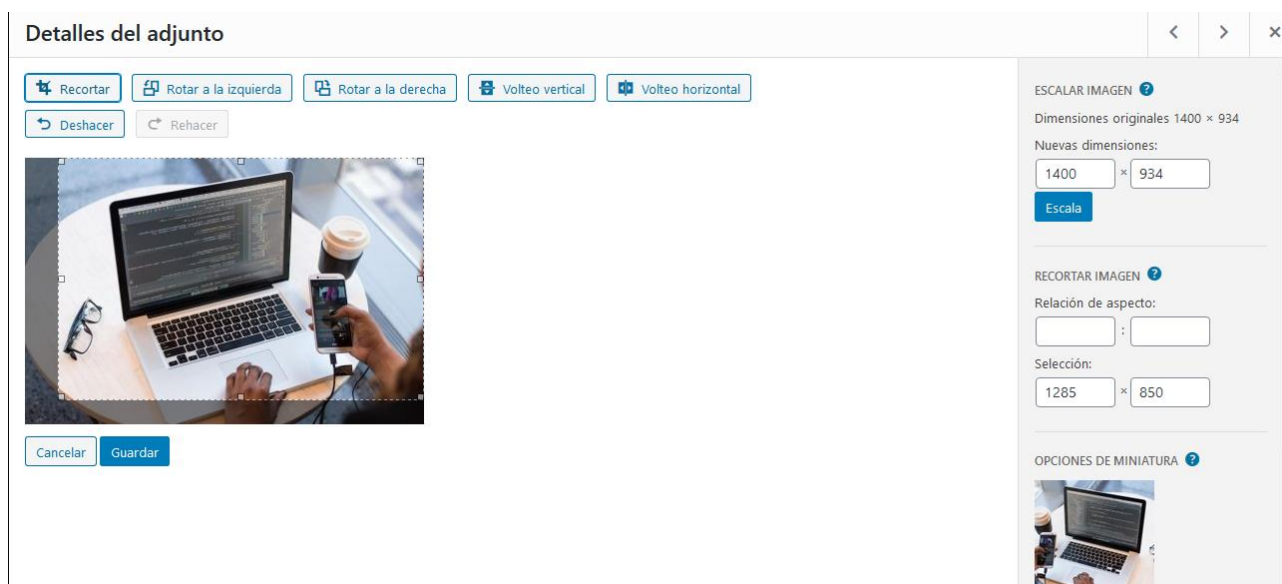 Detalles del adjunto
Recortar
Rotar a la izquierda
Rotar a la derecha
Volteo vertical
Volteo horizontal
Deshacer
Rehacer
Cancelar
Guardar
ESCALAR IMAGEN ?
Dimensiones originales 1400 × 934
Nuevas dimensiones:
1400 × 934
Escala
RECORTAR IMAGEN ?
Relación de aspecto:
:
Selección:
1285 × 850
OPCIONES DE MINIATURA ?